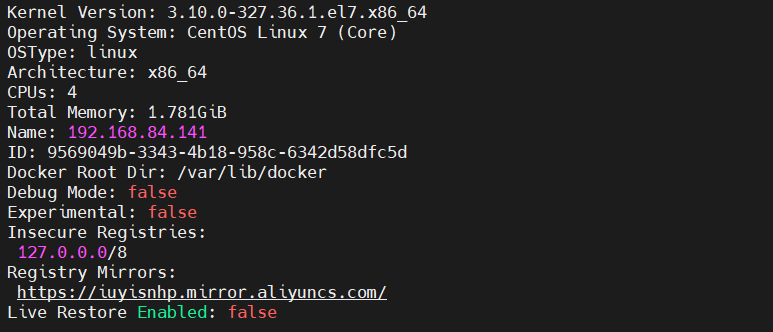 Kernel Version: 3.10.0-327.36.1.el7.x86_64
Operating System: CentOS Linux 7 (Core)
OSType: linux
Architecture: x86_64
CPUs: 4
Total Memory: 1.781GiB
Name: 192.168.84.141
ID: 9569049b-3343-4b18-958c-6342d58dfc5d
Docker Root Dir: /var/lib/docker
Debug Mode: false
Experimental: false
Insecure Registries:
127.0.0.0/8
Registry Mirrors:
https://iuyisnhp.mirror.aliyuncs.com/
Live Restore Enabled: false